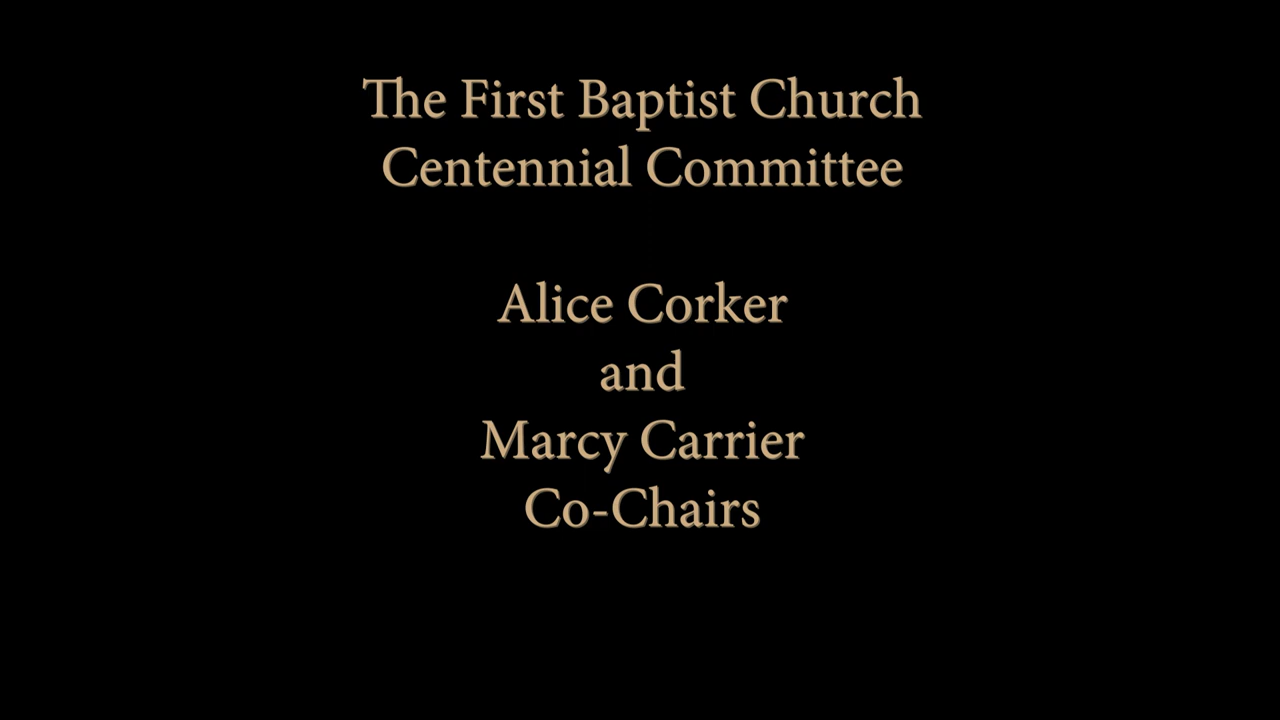 The First Baptist Church
Centennial Committee
Alice Corker
and
Marcy Carrier
Co-Chairs